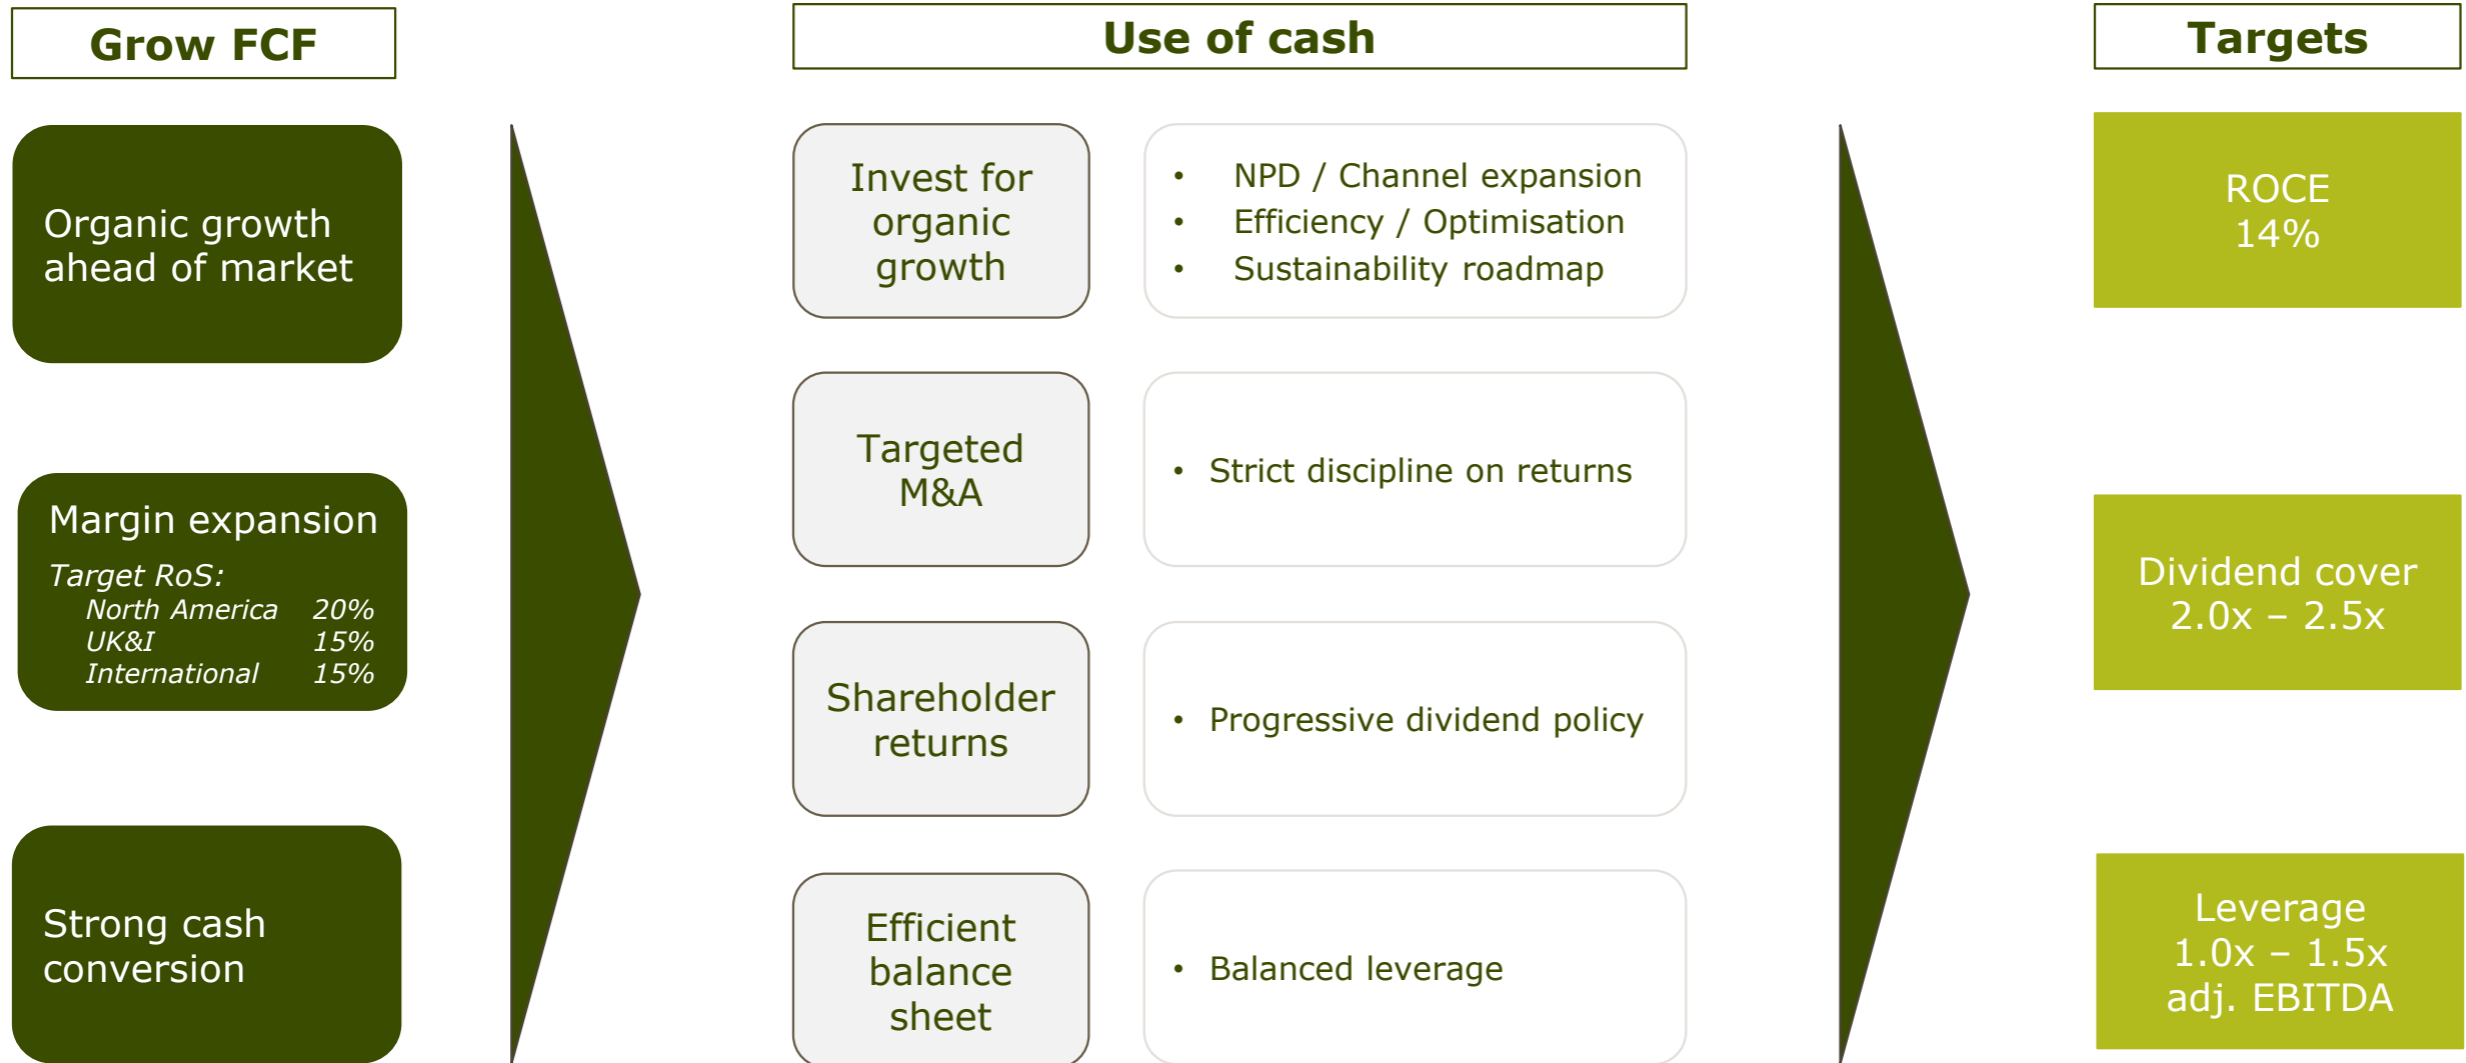 Grow FCF
Organic growth
ahead of market
Margin expansion
Target RoS:
North America 20%
UK&I 15%
International 15%
Strong cash
conversion
Use of cash
Invest for
organic
growth
• NPD / Channel expansion
• Efficiency / Optimisation
• Sustainability roadmap
Targeted
M&A
• Strict discipline on returns
Shareholder
returns
• Progressive dividend policy
Efficient
balance
sheet
• Balanced leverage
Targets
ROCE
14%
Dividend cover
2.0x – 2.5x
Leverage
1.0x – 1.5x
adj. EBITDA